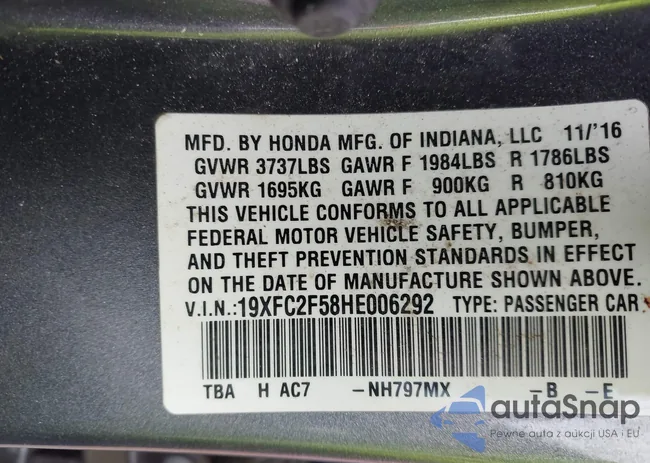 MFD. BY HONDA MFG. OF INDIANA, LLC 11/'16
GVWR 3737LBS GAWR F 1984LBS R 1786LBS
GVWR 1695KG GAWR F 900KG R 810KG
THIS VEHICLE CONFORMS TO ALL APPLICABLE
FEDERAL MOTOR VEHICLE SAFETY, BUMPER,
AND THEFT PREVENTION STANDARDS IN EFFECT
ON THE DATE OF MANUFACTURE SHOWN ABOVE.
V.I.N.:19XFC2F58HE006292 TYPE: PASSENGER CAR
TBA H AC7 -NH797MX -B -E
autaSnap
Pewne auta z aukcji USA i EU